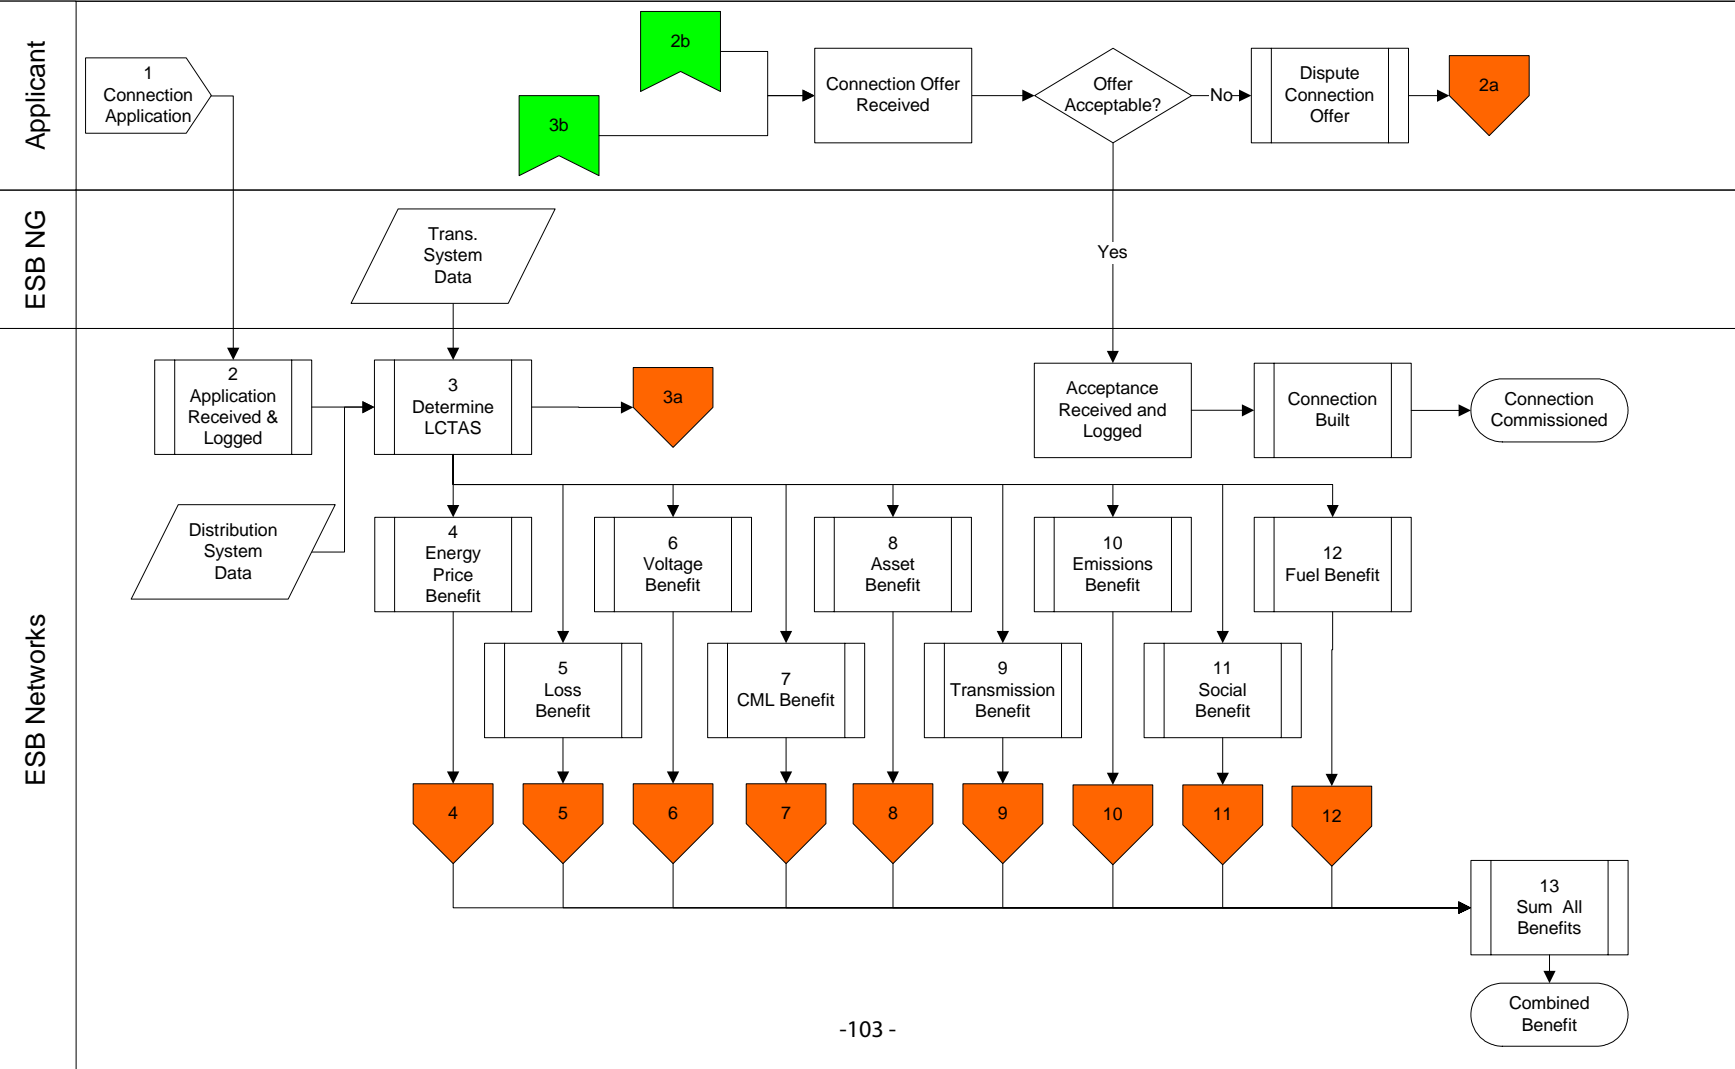 Applicant
1
Connection
Application
2b
3b
Connection Offer
Received
Offer
Acceptable?
No
Dispute
Connection
Offer
2a
ESB NG
Trans.
System
Data
Yes
ESB Networks
2
Application
Received &
Logged
3
Determine
LCTAS
3a
Acceptance
Received and
Logged
Connection
Built
Connection
Commissioned
Distribution
System
Data
4
Energy
Price
Benefit
6
Voltage
Benefit
8
Asset
Benefit
10
Emissions
Benefit
12
Fuel Benefit
5
Loss
Benefit
7
CML Benefit
9
Transmission
Benefit
11
Social
Benefit
4
5
6
7
8
9
10
11
12
13
Sum All
Benefits
Combined
Benefit
-103 -